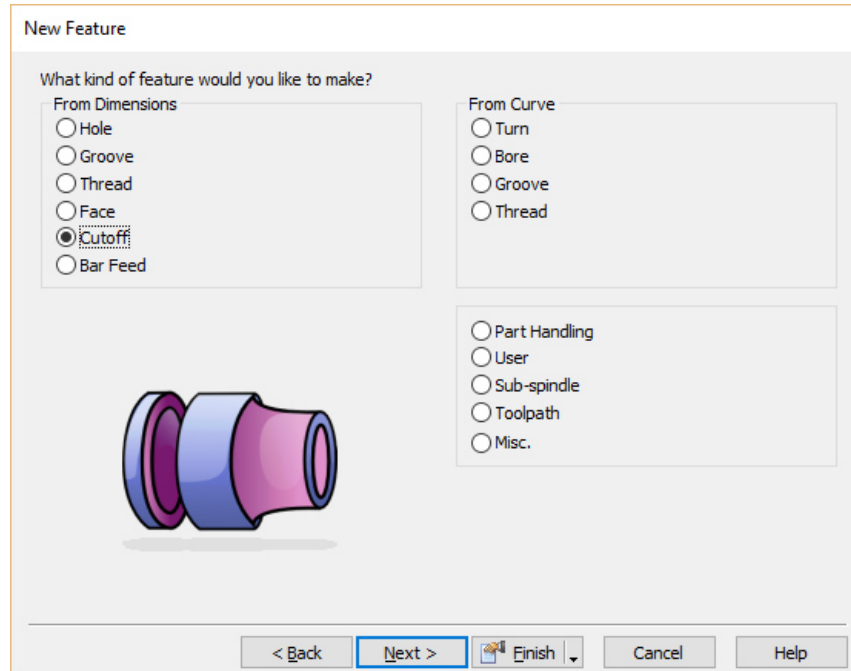 New Feature
What kind of feature would you like to make?
From Dimensions
Hole
Groove
Thread
Face
Cutoff
Bar Feed
From Curve
Turn
Bore
Groove
Thread
Part Handling
User
Sub-spindle
Toolpath
Misc.
< Back Next > Finish Cancel Help